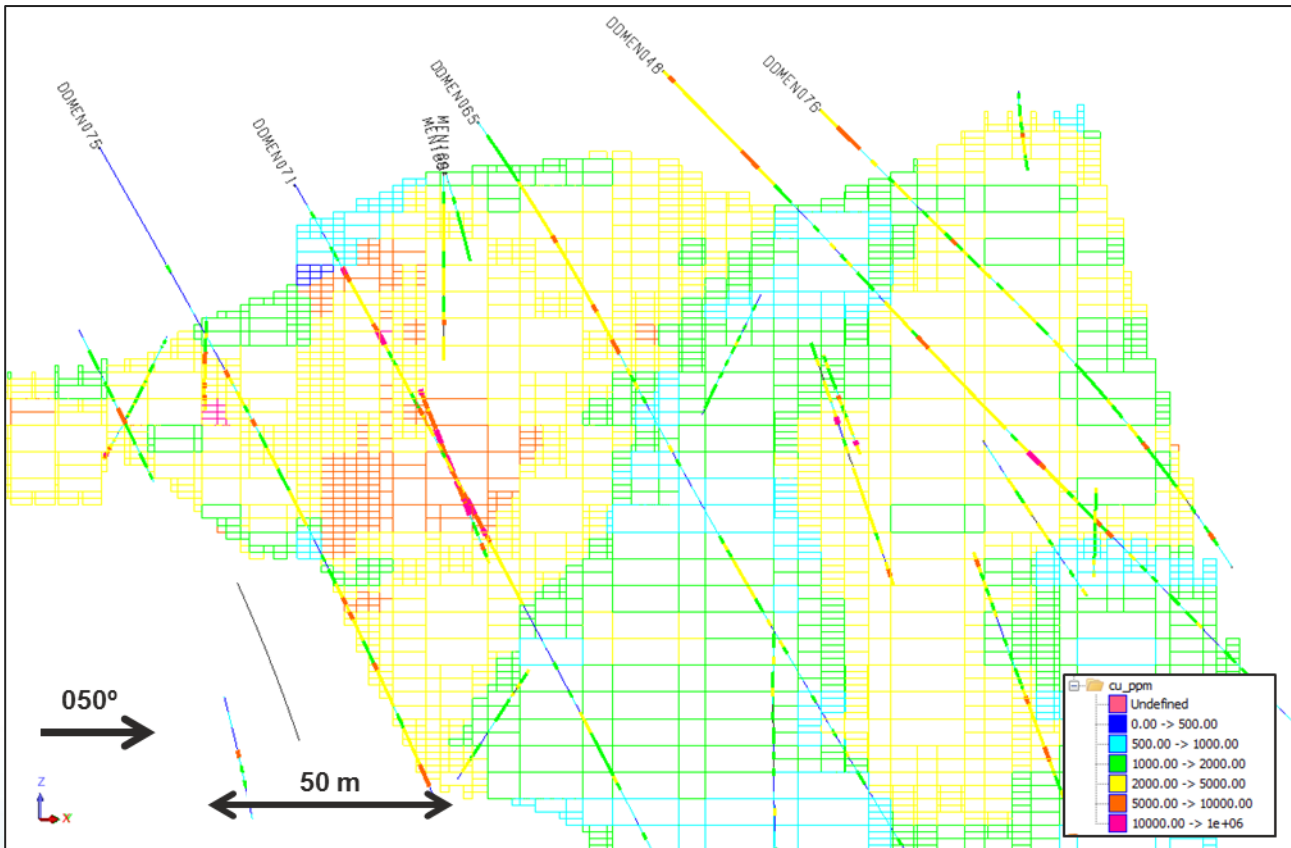 DDMEN075
DDMEN071
MEN169
DDMEN065
DDMEN048
DDMEN076
050º
50 m
Z
X
cu_ppm
Undefined
0.00 -> 500.00
500.00 -> 1000.00
1000.00 -> 2000.00
2000.00 -> 5000.00
5000.00 -> 10000.00
10000.00 -> 1e+06